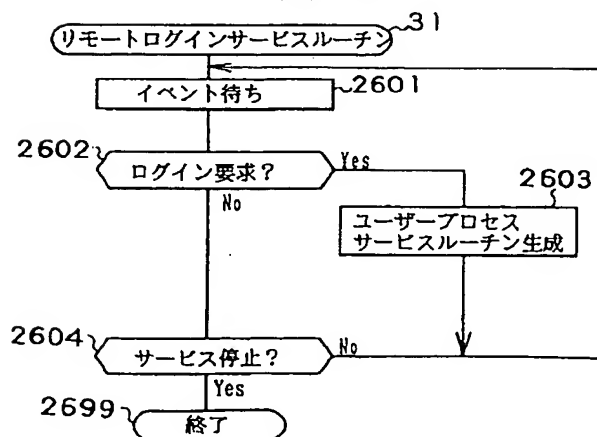 リモートログインサービスルーチン
31
イベント待ち
2601
2602
ログイン要求?
Yes
No
2603
ユーザープロセス
サービスルーチン生成
2604
サービス停止?
No
Yes
2699
終了